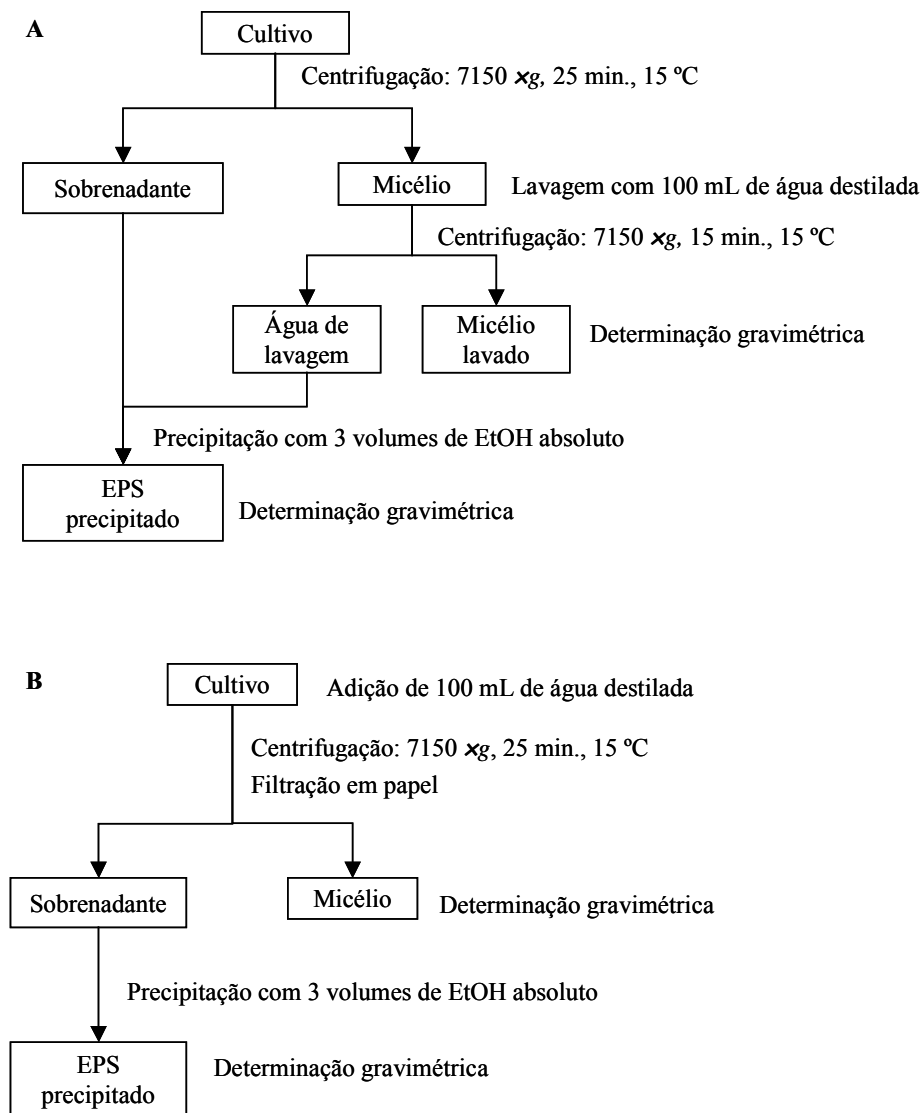 A
Cultivo
Centrifugação: 7150 ×g, 25 min., 15 ºC
Sobrenadante
Micélio
Lavagem com 100 mL de água destilada
Centrifugação: 7150 ×g, 15 min., 15 ºC
Água de
lavagem
Micélio
lavado
Determinação gravimétrica
Precipitação com 3 volumes de EtOH absoluto
EPS
precipitado
Determinação gravimétrica
B
Cultivo
Adição de 100 mL de água destilada
Centrifugação: 7150 ×g, 25 min., 15 ºC
Filtração em papel
Sobrenadante
Micélio
Determinação gravimétrica
Precipitação com 3 volumes de EtOH absoluto
EPS
precipitado
Determinação gravimétrica